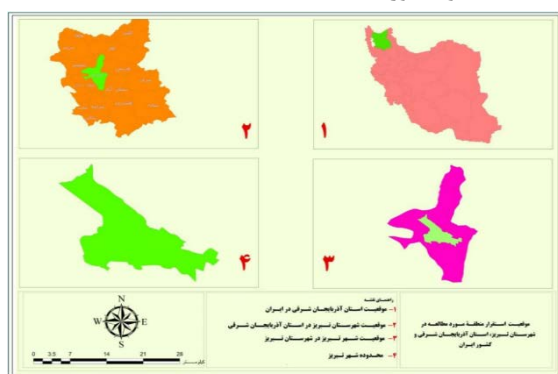 ۲
۱
۴
۳
N
W
E
S
0 3.5 7 14 21 28
کیلومتر
راهنمای نقشه
۱- موقعیت استان آذربایجان شرقی در ایران
۲- موقعیت شهرستان تبریز در استان آذربایجان شرقی
۳- موقعیت شهر تبریز در شهرستان تبریز
۴- محدوده شهر تبریز
موقعیت استقرار منطقه مورد مطالعه در
شهرستان تبریز، استان آذربایجان شرقی و
کشور ایران